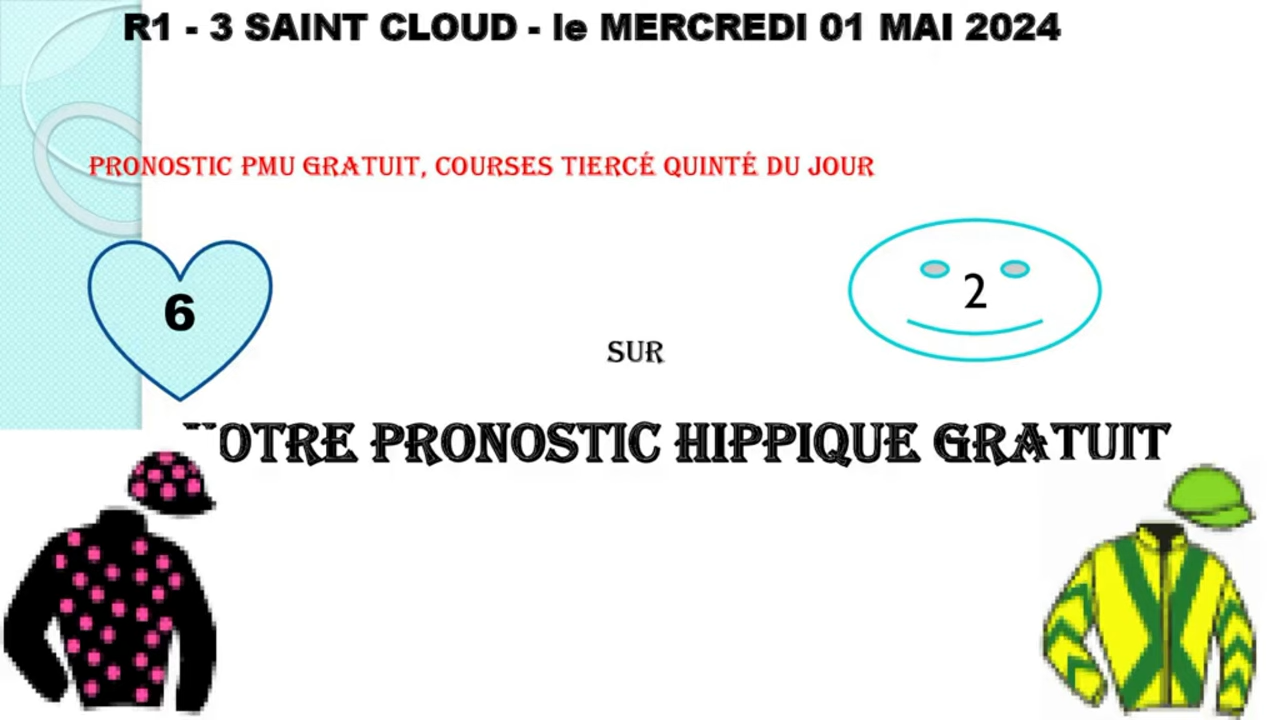 R1 - 3 SAINT CLOUD - le MERCREDI 01 MAI 2024
PRONOSTIC PMU GRATUIT, COURSES TIERCÉ QUINTÉ DU JOUR
6
2
SUR
VOTRE PRONOSTIC HIPPIQUE GRATUIT